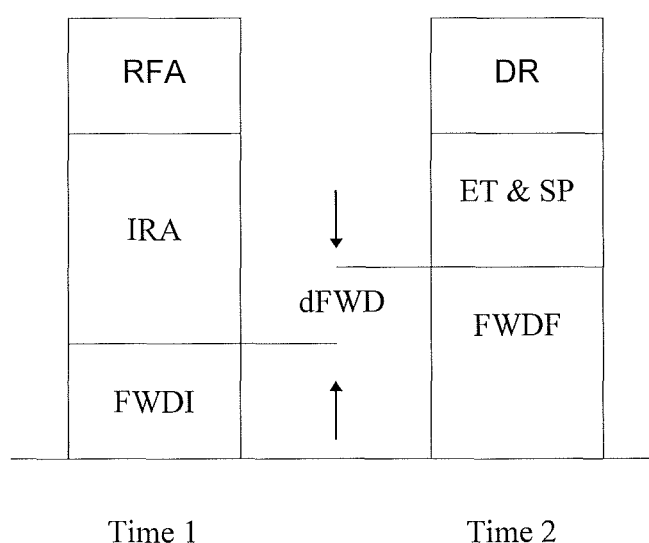 RFA
DR
IRA
ET & SP
dFWD
FWDF
FWDI
Time 1
Time 2